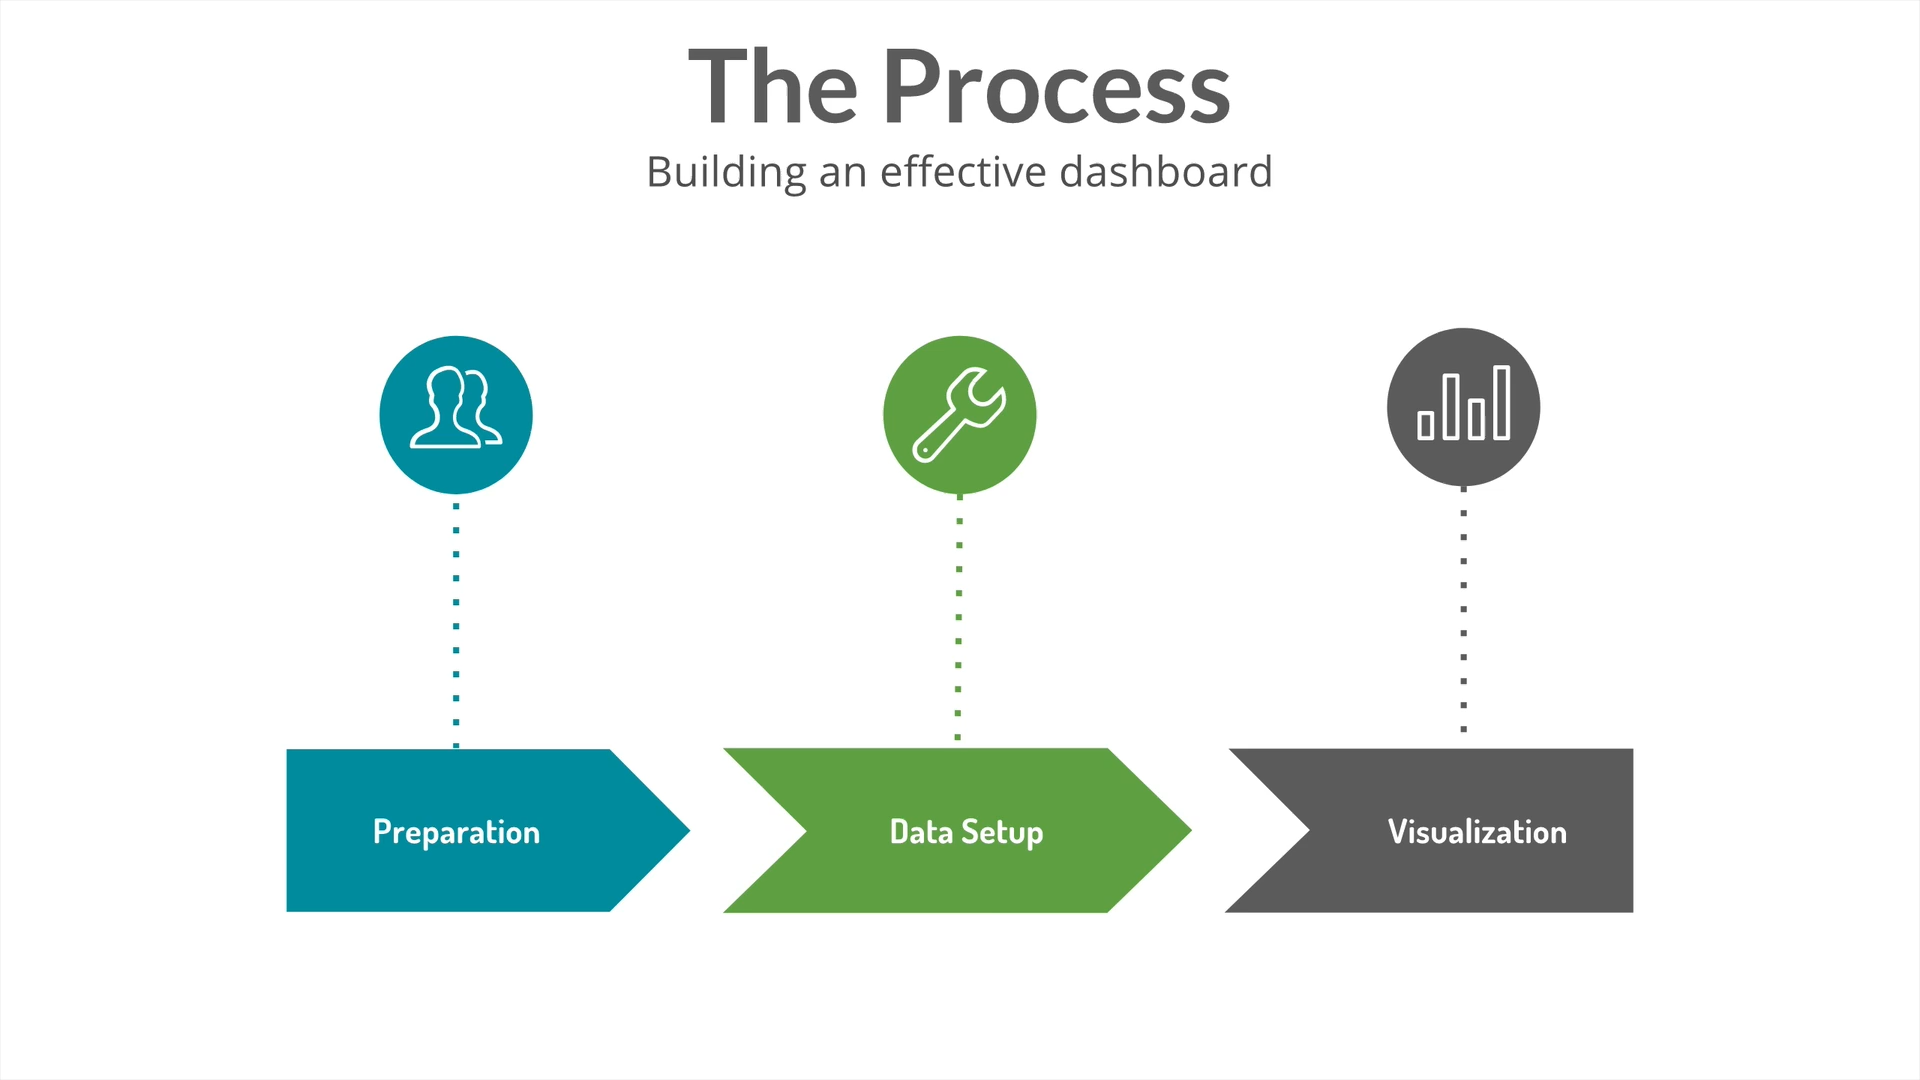 The Process
Building an effective dashboard
Preparation
Data Setup
Visualization